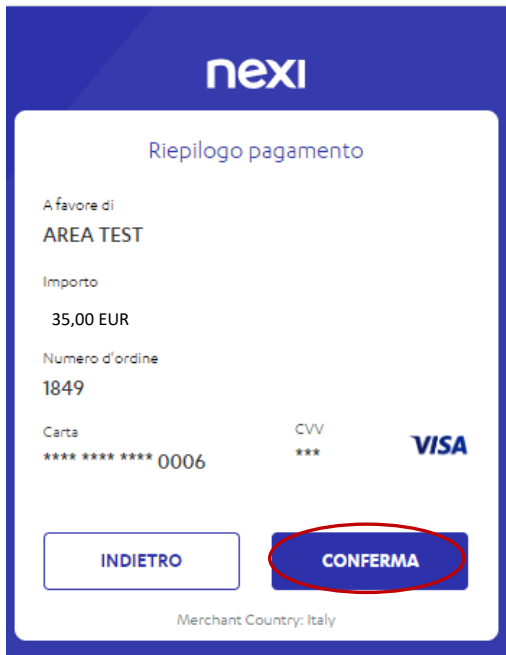 nexi
Riepilogo pagamento
A favore di
AREA TEST
Importo
35,00 EUR
Numero d'ordine
1849
Carta
**** **** **** 0006
CVV
***
VISA
INDIETRO
CONFERMA
Merchant Country: Italy